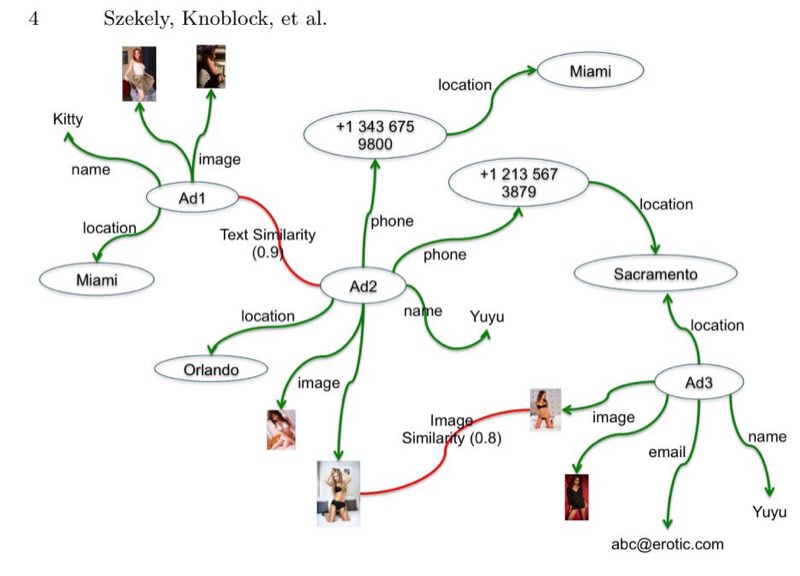 4 Szekely, Knoblock, et al.
Miami
location
Kitty
+1 343 675
9800
name
image
+1 213 567
3879
Ad1
location
location
phone
Text Similarity
(0.9)
phone
Miami
Sacramento
Ad2
location
name
Yuyu
location
Orlando
image
Ad3
Image
Similarity (0.8)
image
email
name
Yuyu
abc@erotic.com